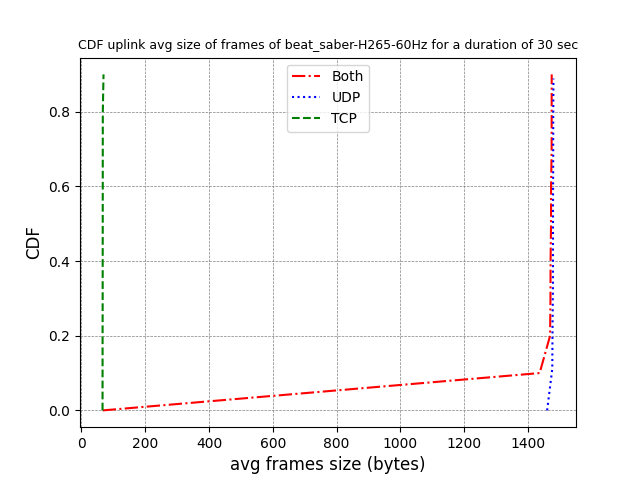 CDF uplink avg size of frames of beat_saber-H265-60Hz for a duration of 30 sec
Both
UDP
TCP
CDF
0.8
0.6
0.4
0.2
0.0
0 200 400 600 800 1000 1200 1400
avg frames size (bytes)